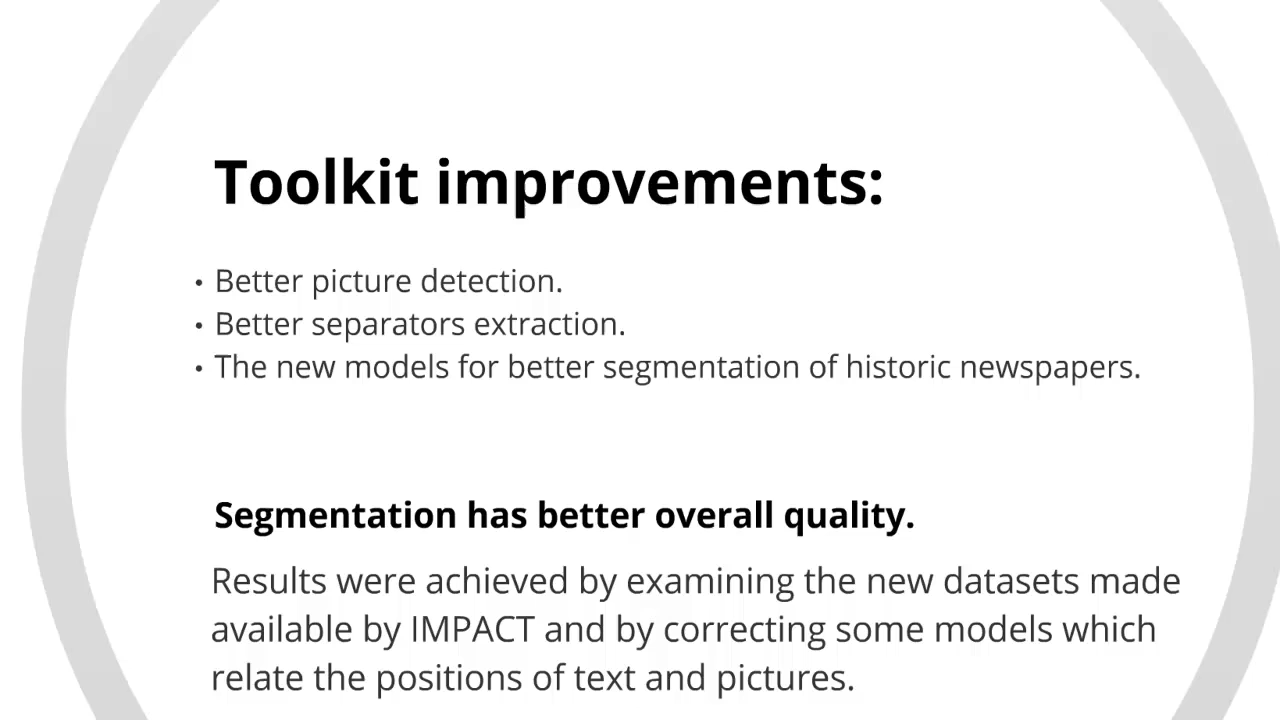 Toolkit improvements:
• Better picture detection.
• Better separators extraction.
• The new models for better segmentation of historic newspapers.
Segmentation has better overall quality.
Results were achieved by examining the new datasets made
available by IMPACT and by correcting some models which
relate the positions of text and pictures.